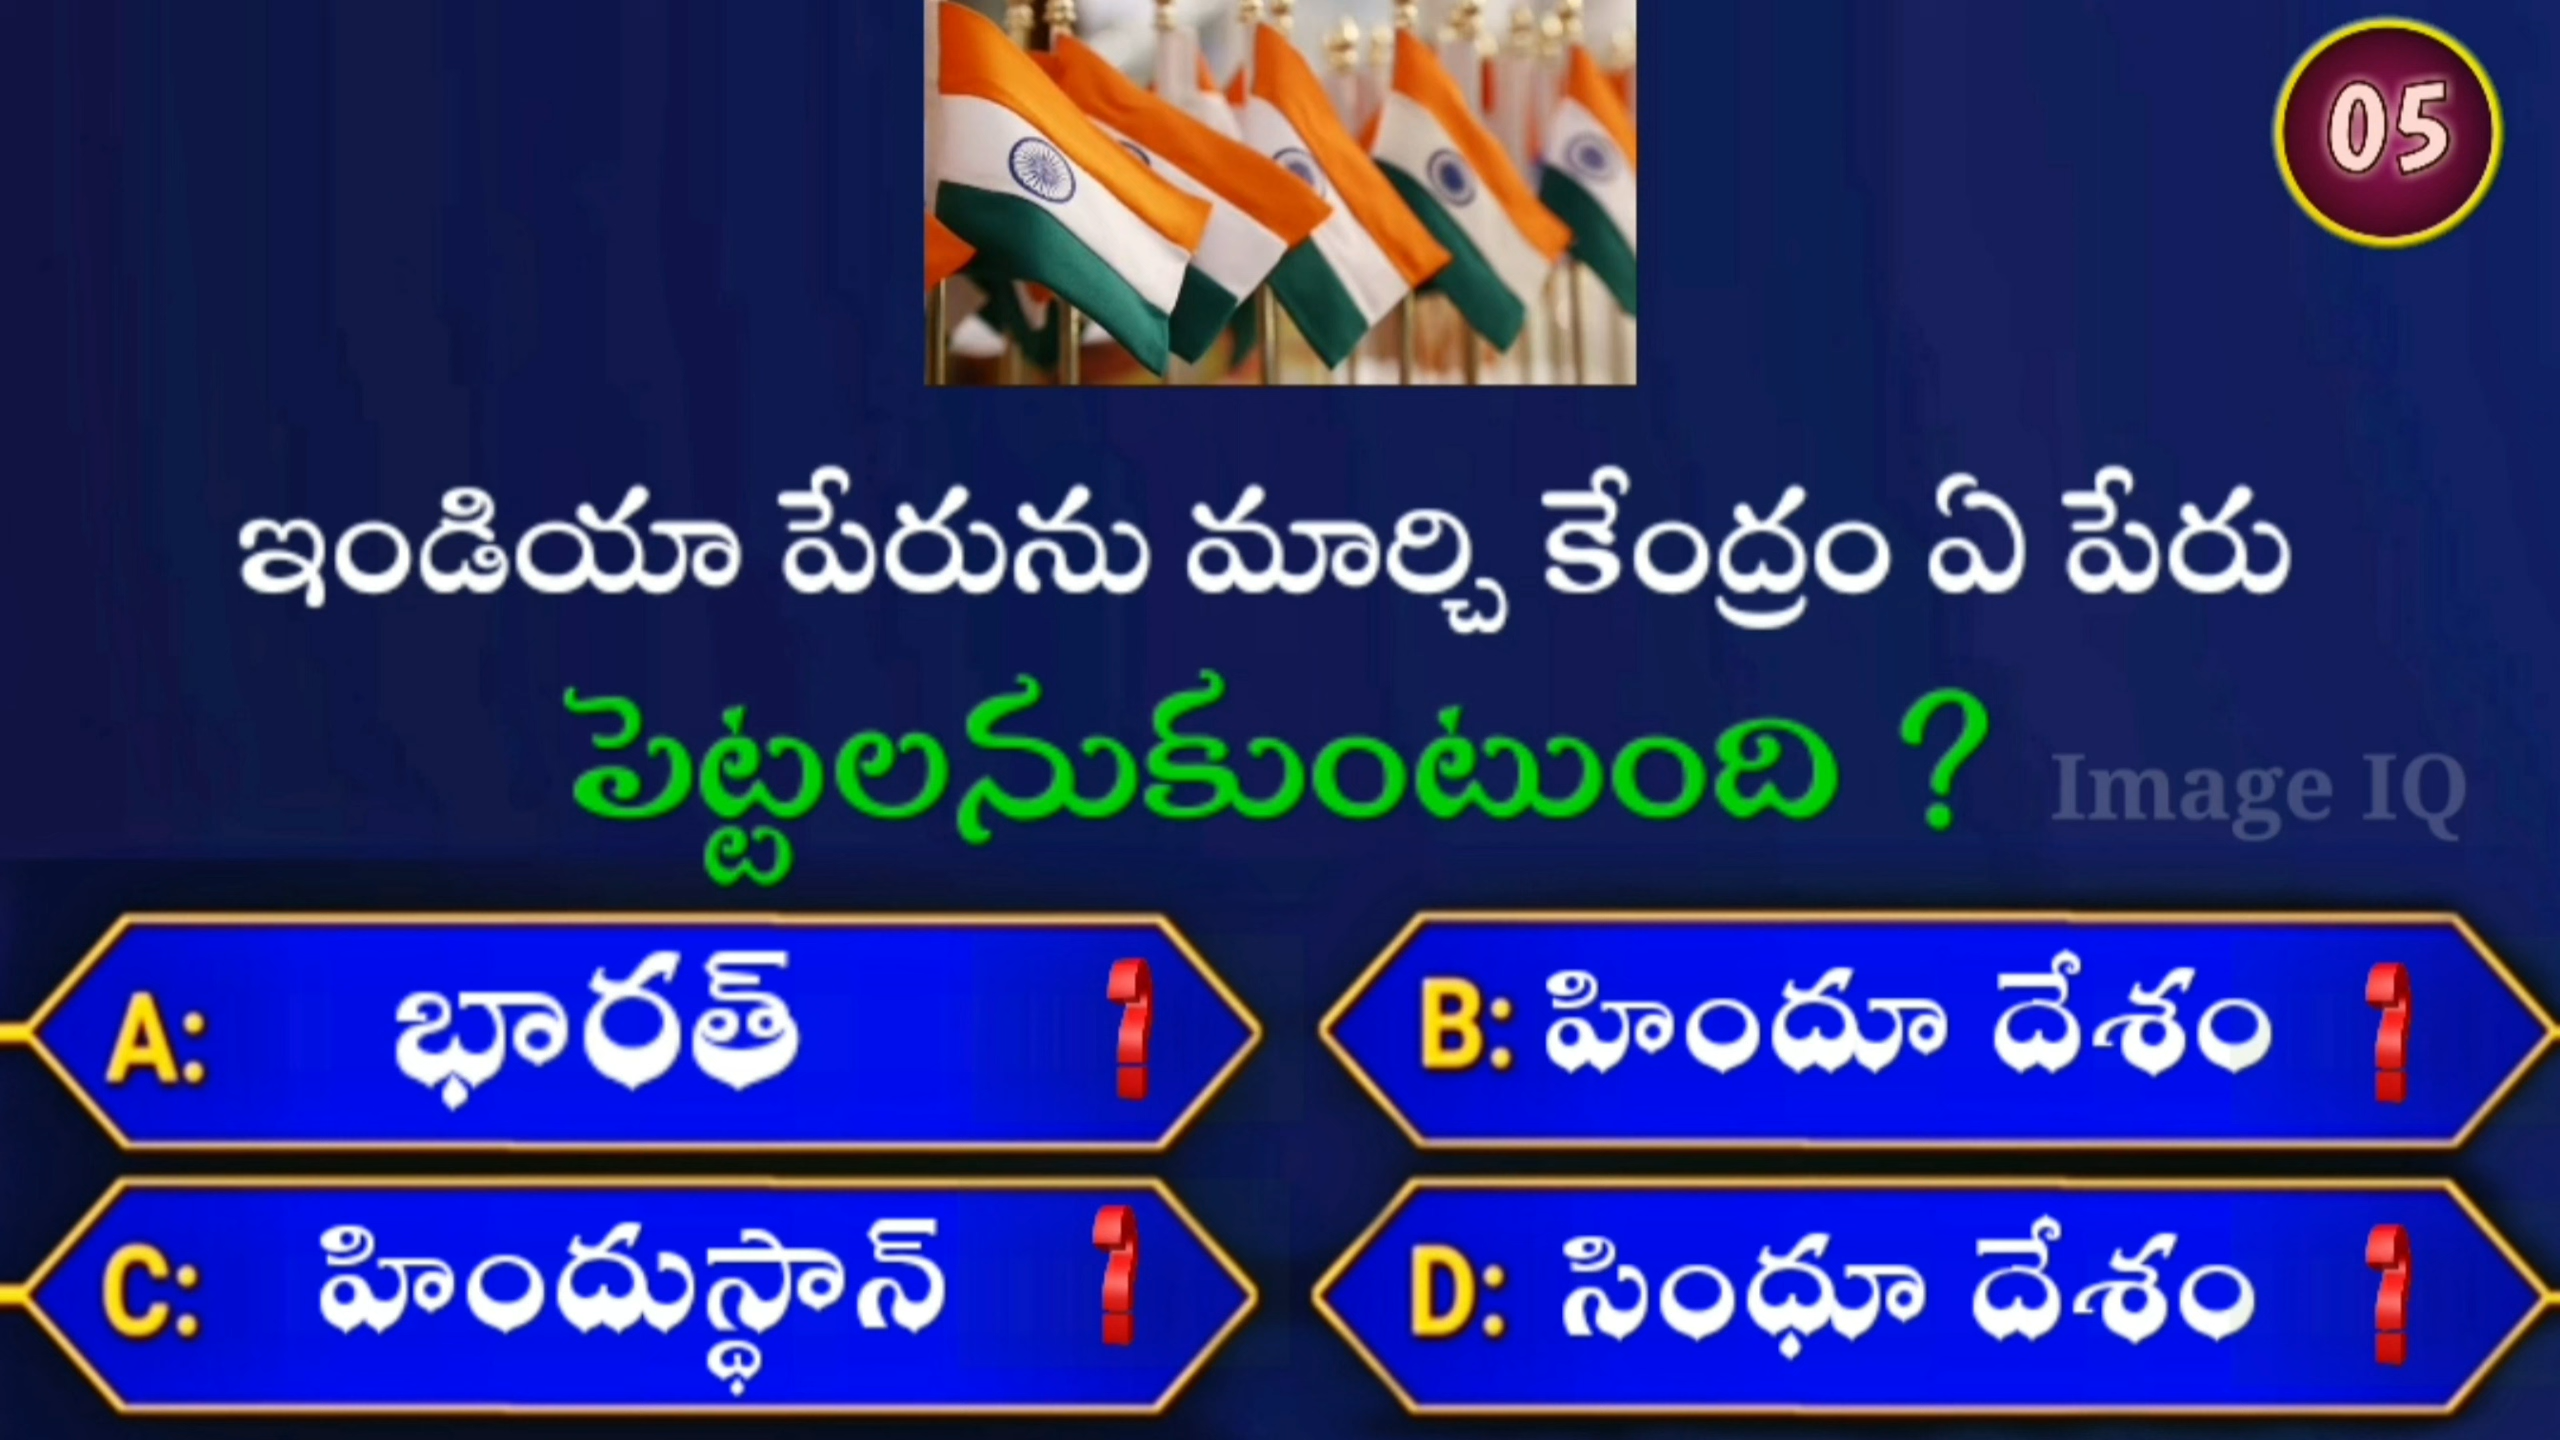 05
ఇండియా పేరును మార్చి కేంద్రం ఏ పేరు
పెట్టలనుకుంటుంది ?
Image IQ
A: భారత్ ?
B: హిందూ దేశం ?
C: హిందుస్థాన్ ?
D: సింధూ దేశం ?